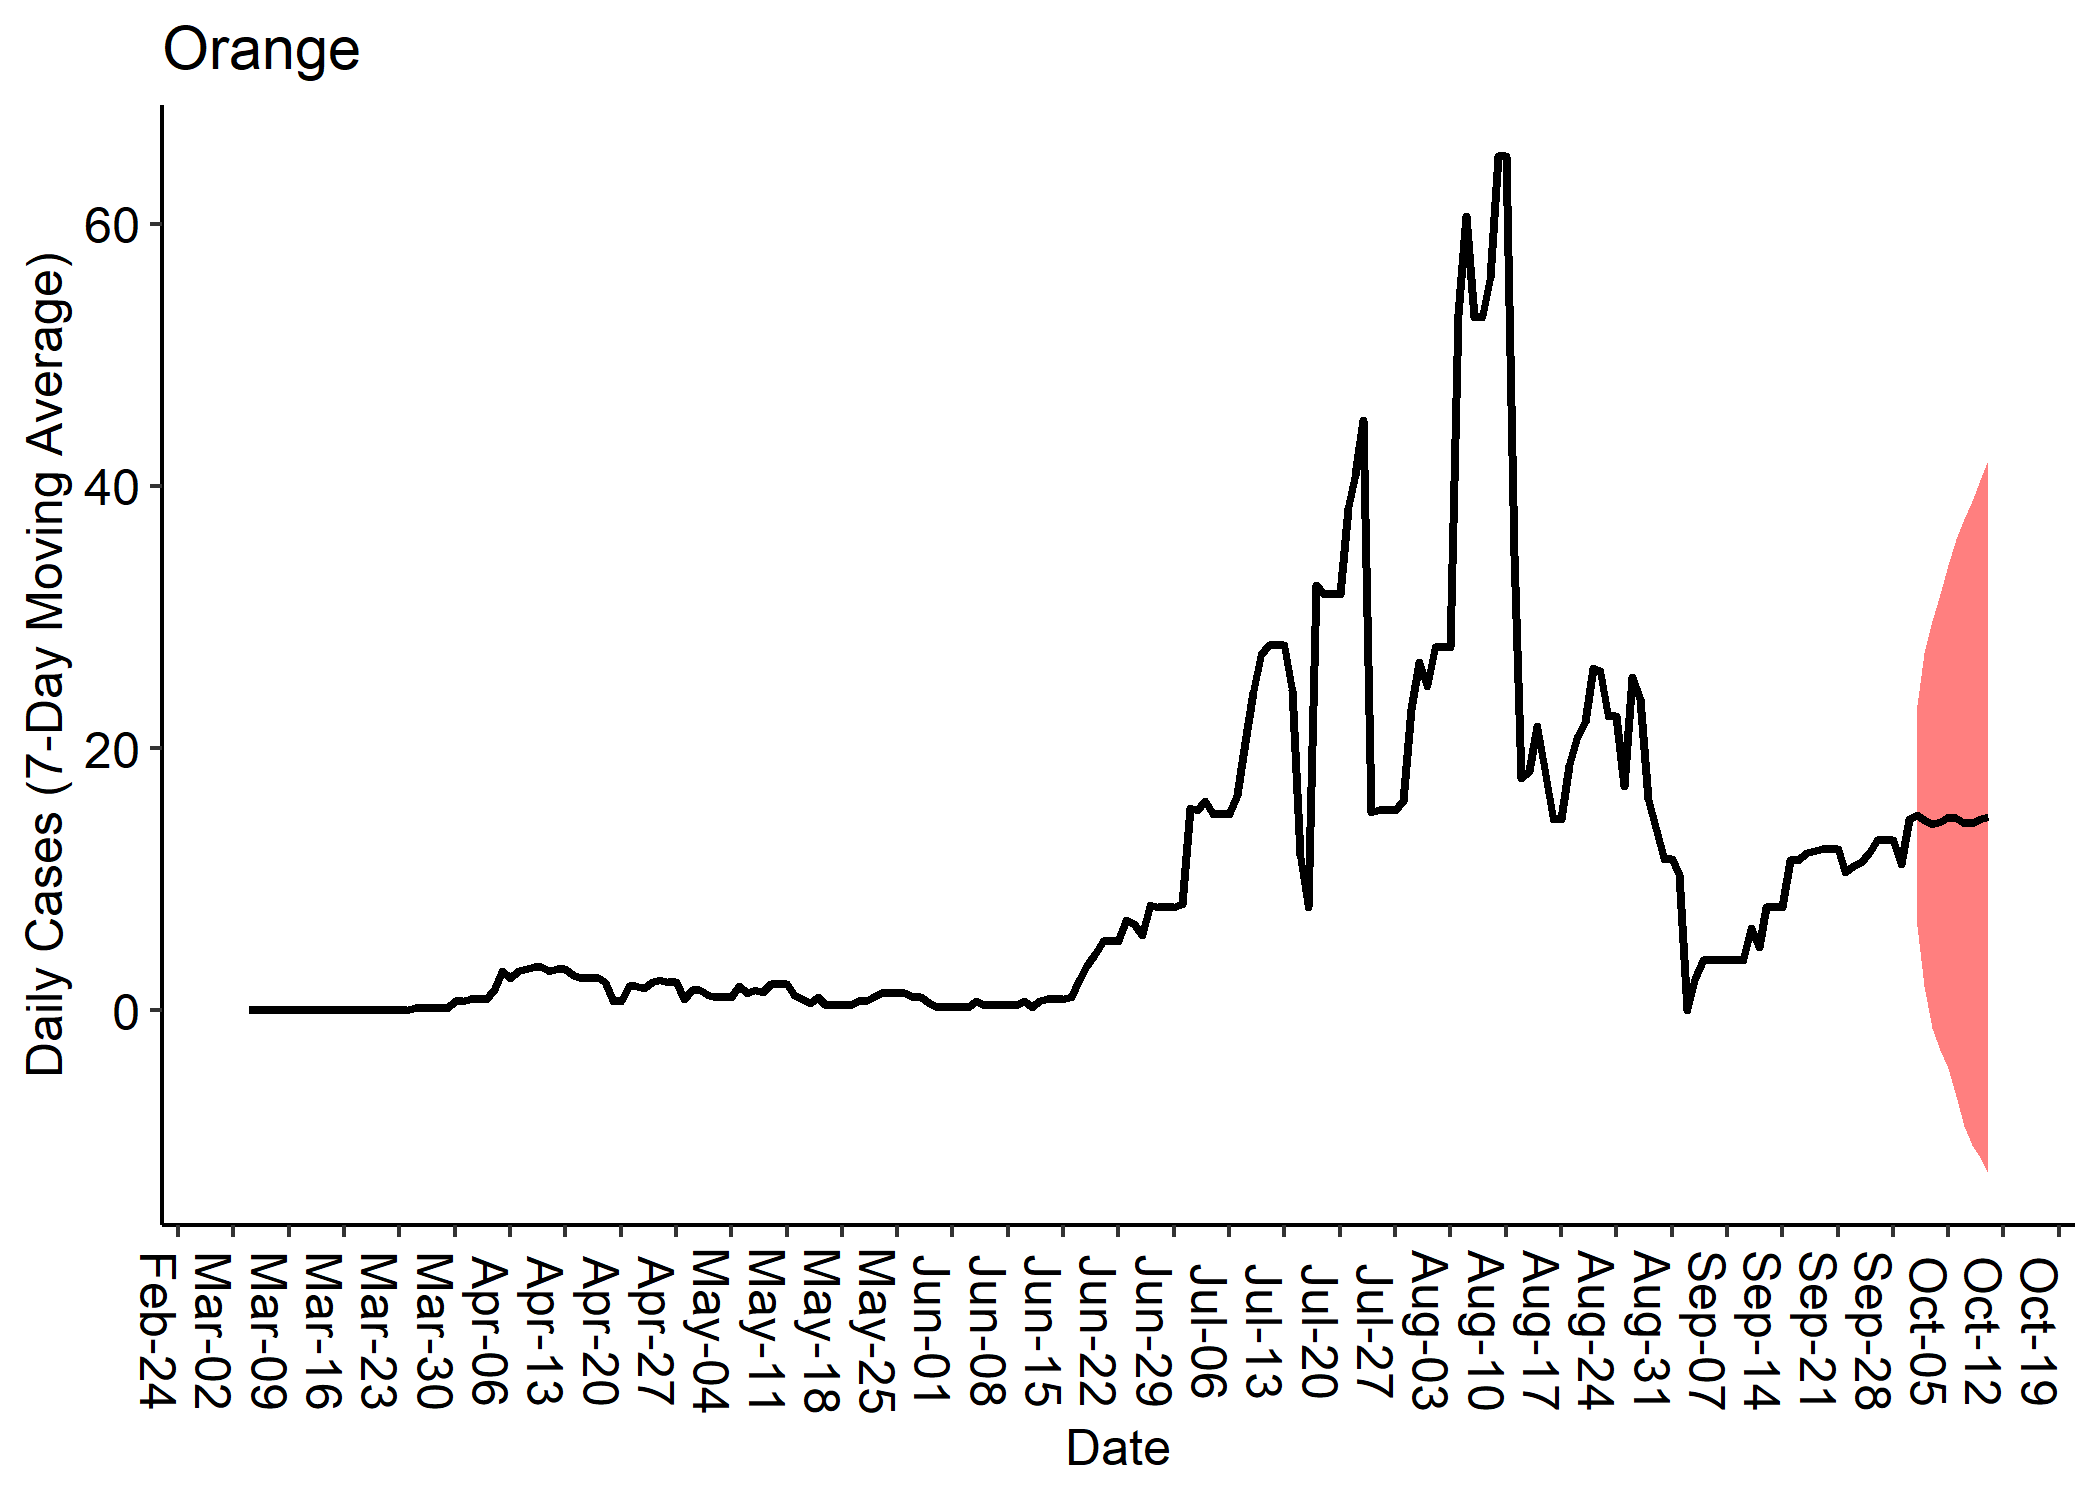 Orange
Daily Cases (7-Day Moving Average)
60
40
20
0
Feb-24
Mar-02
Mar-09
Mar-16
Mar-23
Mar-30
Apr-06
Apr-13
Apr-20
Apr-27
May-04
May-11
May-18
May-25
Jun-01
Jun-08
Jun-15
Jun-22
Jun-29
Jul-06
Jul-13
Jul-20
Jul-27
Aug-03
Aug-10
Aug-17
Aug-24
Aug-31
Sep-07
Sep-14
Sep-21
Sep-28
Oct-05
Oct-12
Oct-19
Date